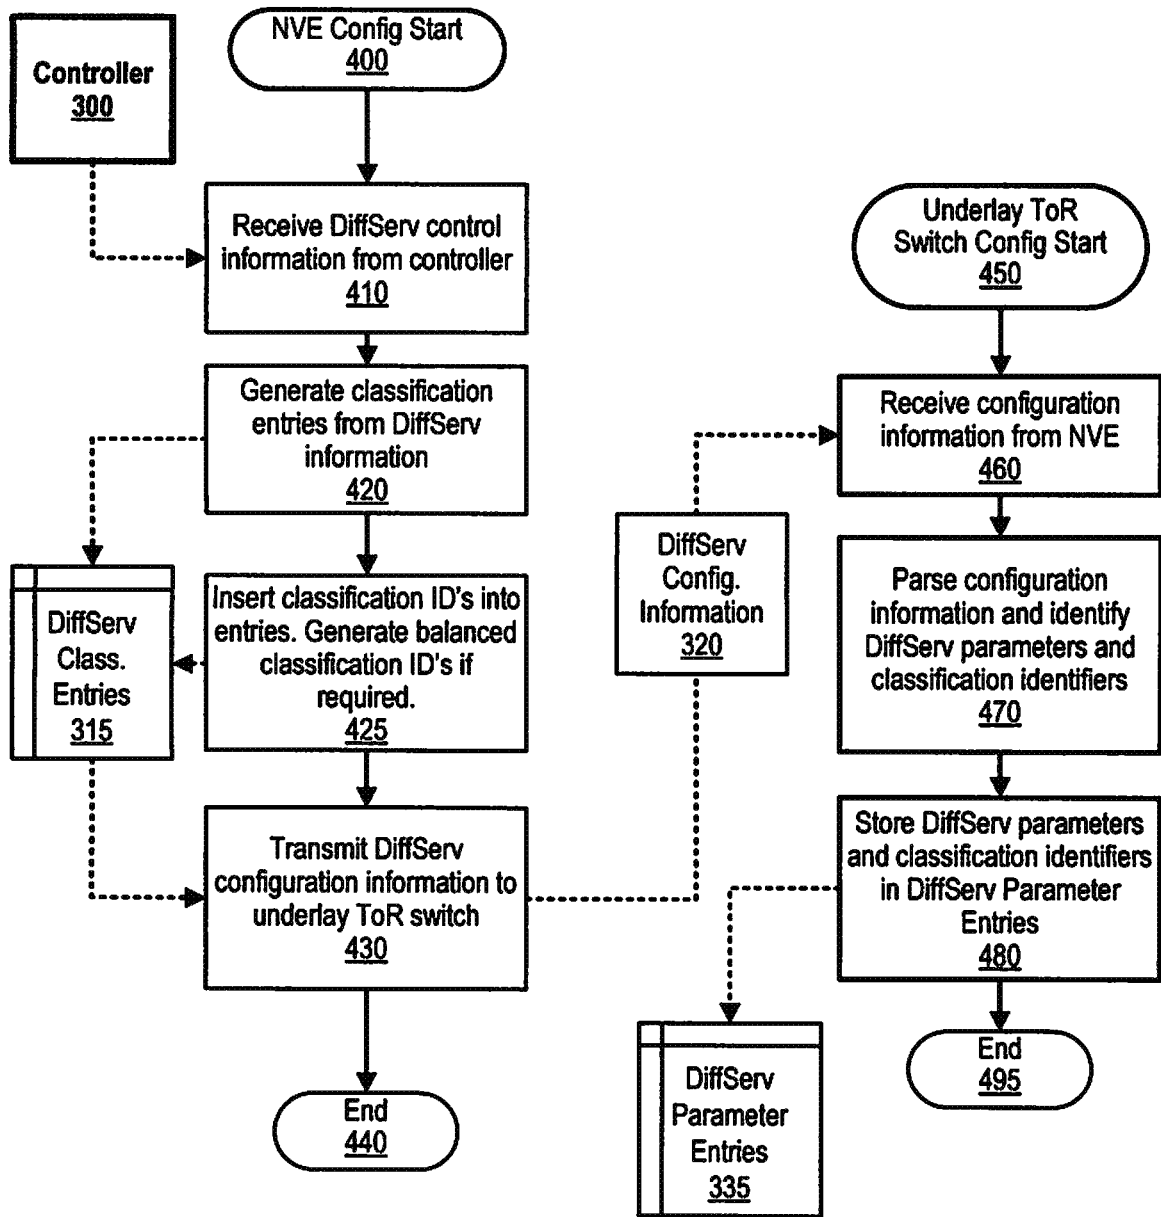 NVE Config Start
400
Controller
300
Receive DiffServ control
information from controller
410
Generate classification
entries from DiffServ
information
420
Insert classification ID's into
entries. Generate balanced
classification ID's if
required.
425
DiffServ
Class.
Entries
315
Transmit DiffServ
configuration information to
underlay ToR switch
430
End
440
DiffServ
Config.
Information
320
Underlay ToR
Switch Config Start
450
Receive configuration
information from NVE
460
Parse configuration
information and identify
DiffServ parameters and
classification identifiers
470
Store DiffServ parameters
and classification identifiers
in DiffServ Parameter
Entries
480
End
495
DiffServ
Parameter
Entries
335